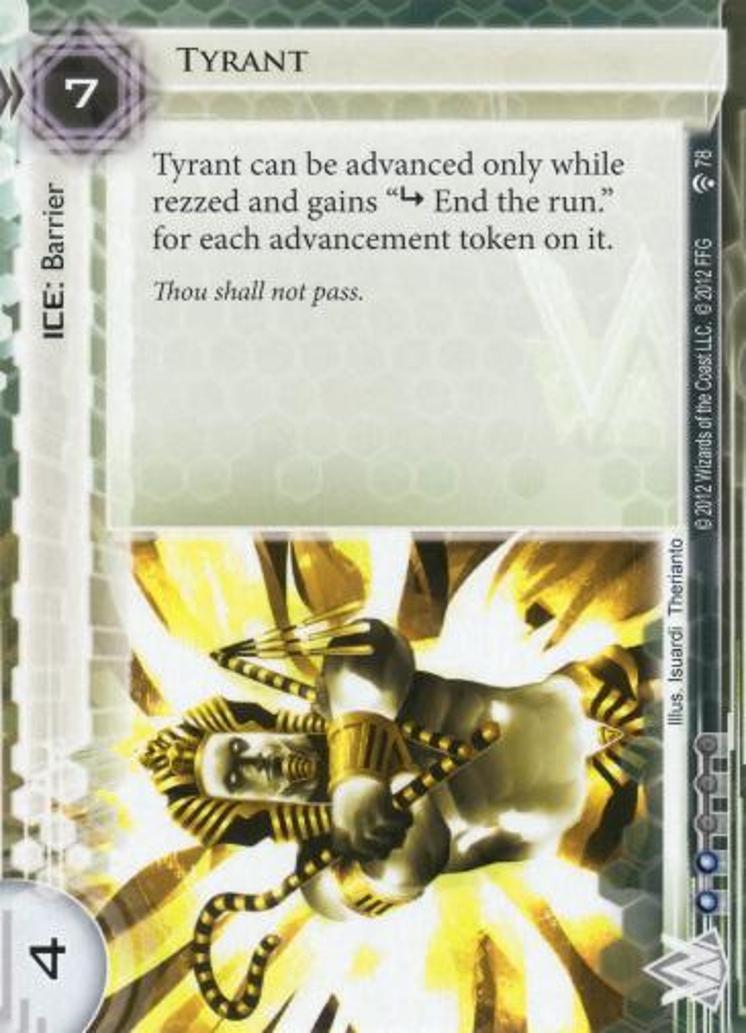 7
TYRANT
Tyrant can be advanced only while
rezzed and gains “↳ End the run.”
for each advancement token on it.
Thou shall not pass.
ICE: Barrier
78
© 2012 Wizards of the Coast LLC. © 2012 FFG
Illus. Isuardi Therianto
4